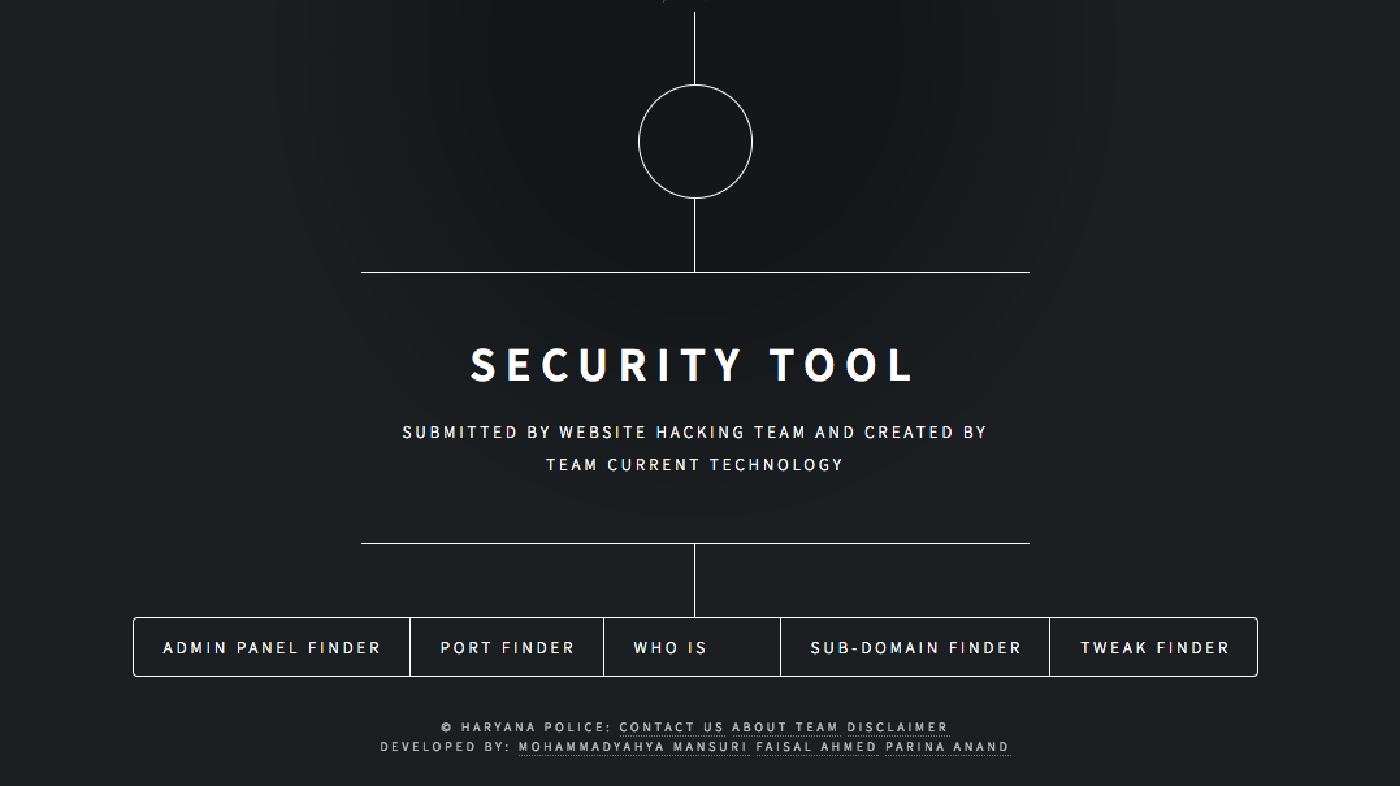 SECURITY TOOL
SUBMITTED BY WEBSITE HACKING TEAM AND CREATED BY
TEAM CURRENT TECHNOLOGY
ADMIN PANEL FINDER
PORT FINDER
WHO IS
SUB-DOMAIN FINDER
TWEAK FINDER
© HARYANA POLICE: CONTACT US ABOUT TEAM DISCLAIMER
DEVELOPED BY: MOHAMMADYAHYA MANSURI FAISAL AHMED PARINA ANAND